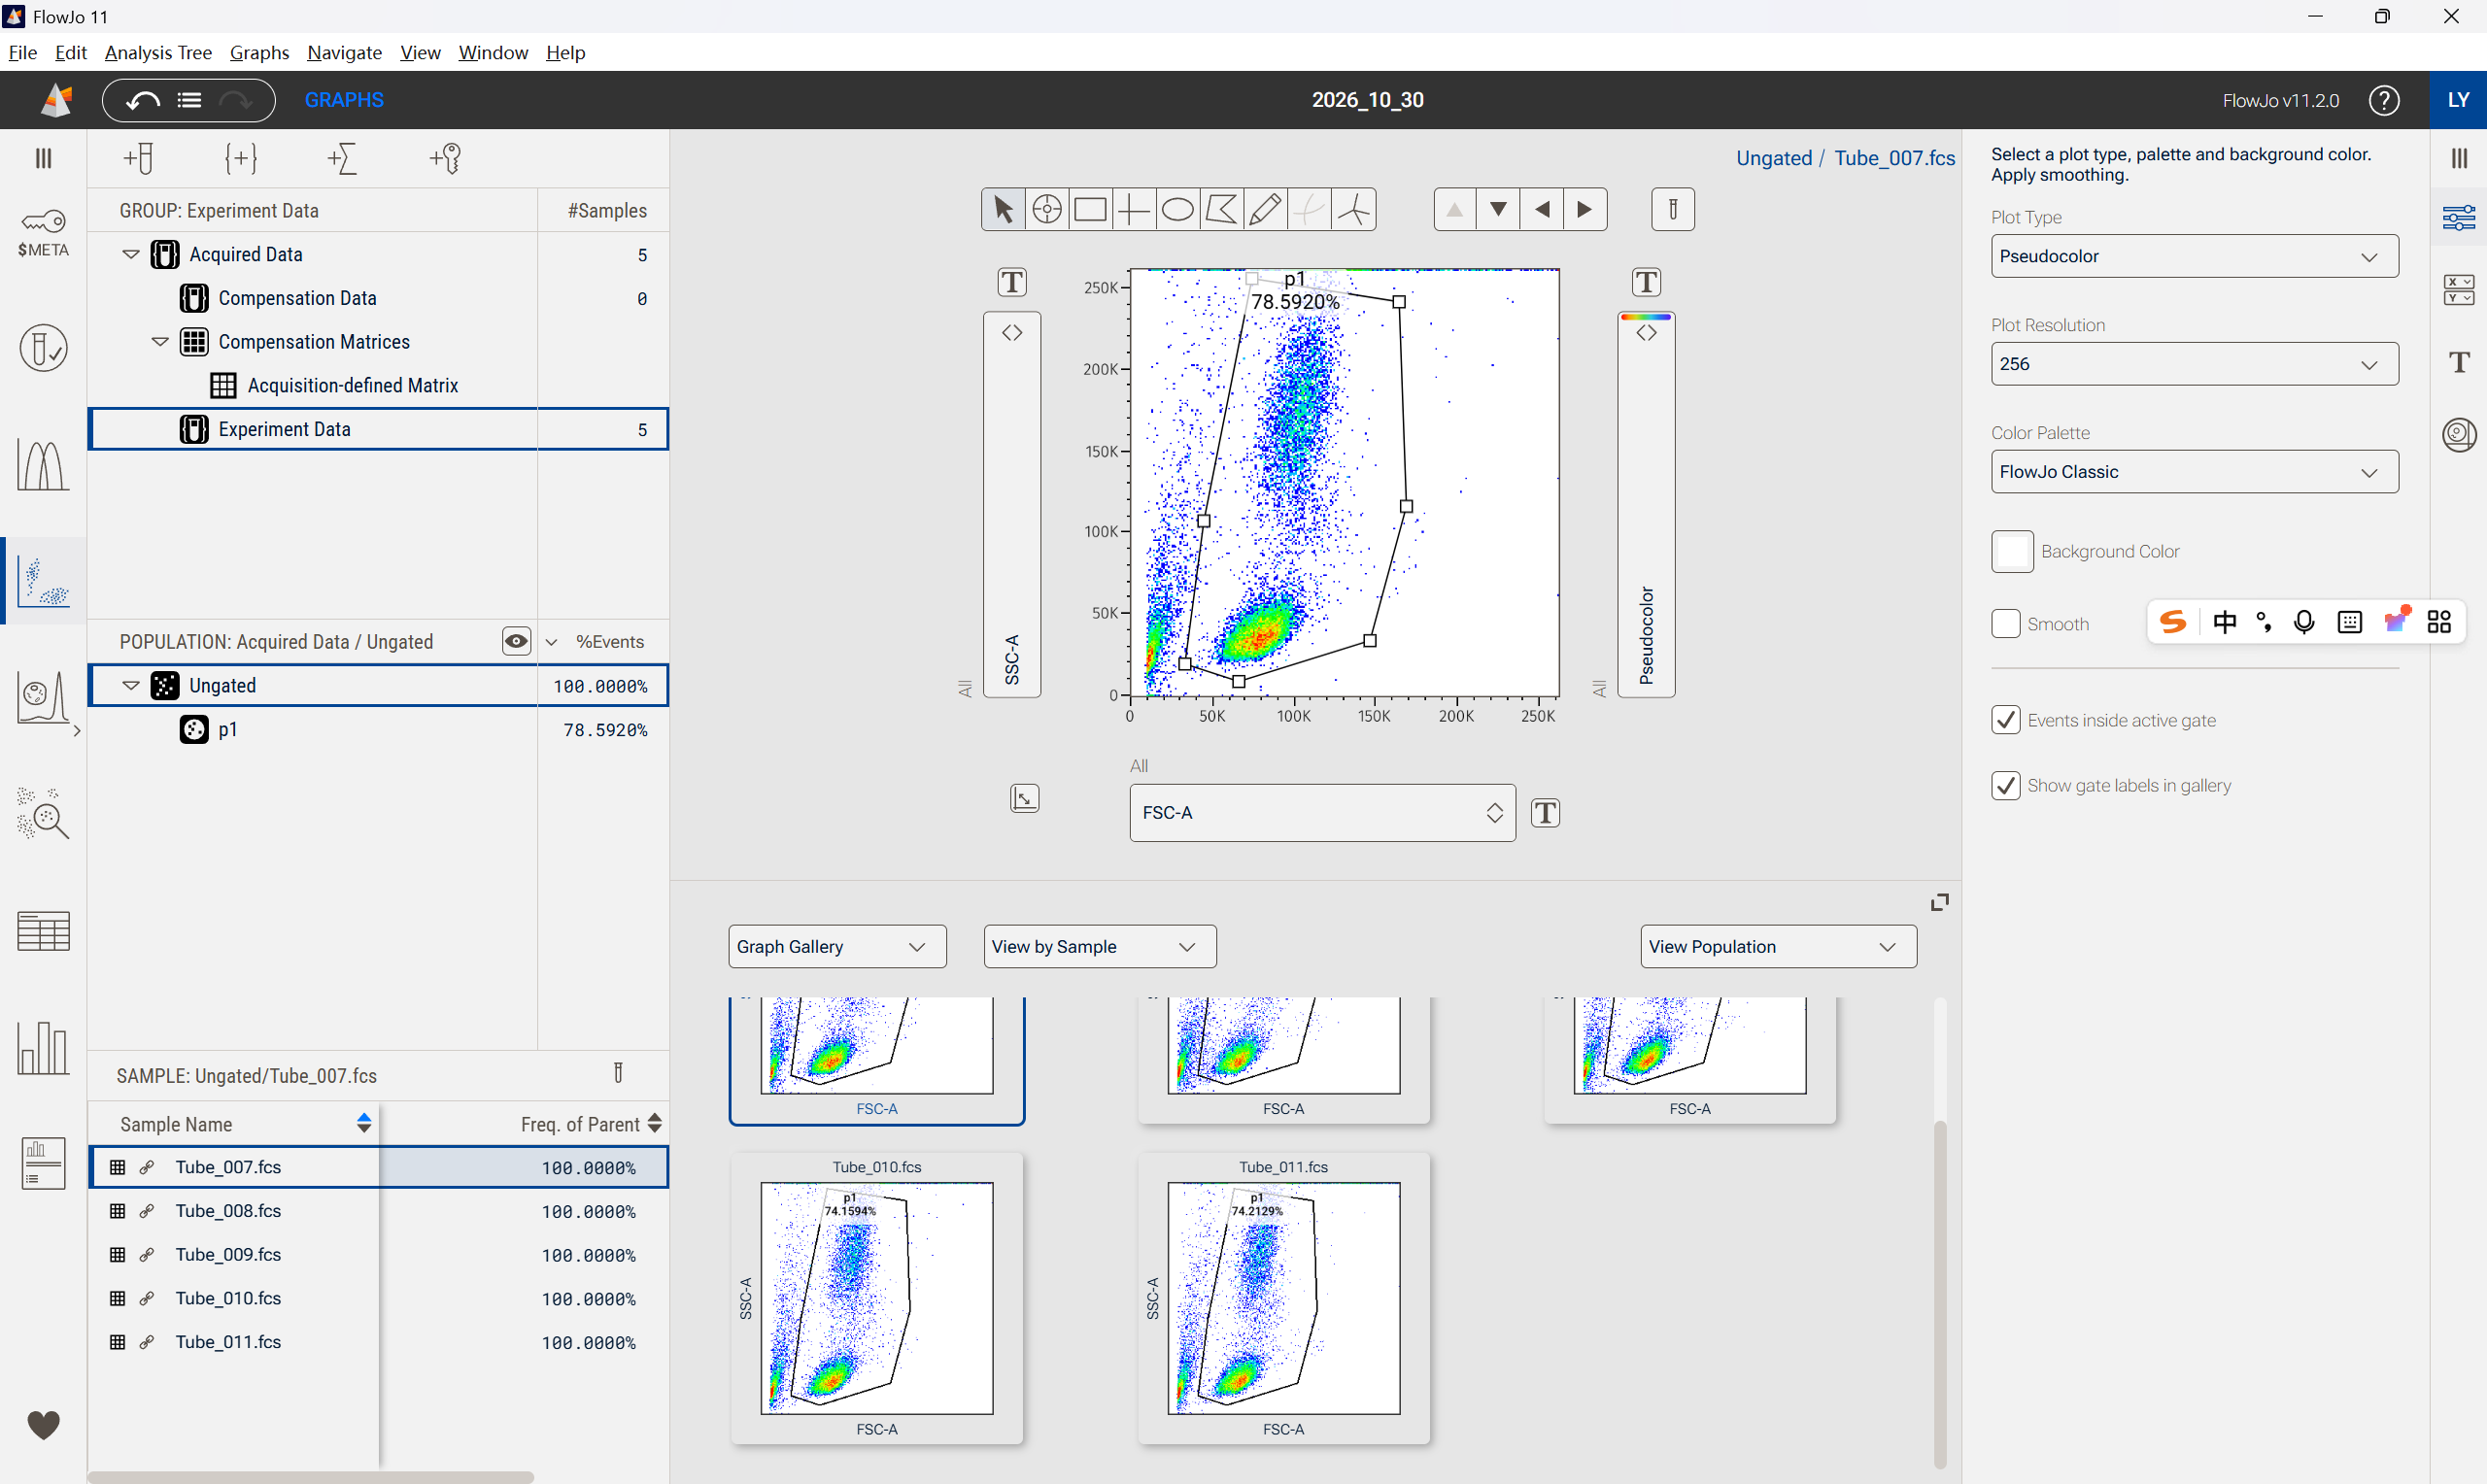 FlowJo 11
File Edit Analysis Tree Graphs Navigate View Window Help
GRAPHS
2026_10_30
FlowJo v11.2.0
?
LY
$META
GROUP: Experiment Data #Samples
Acquired Data 5
Compensation Data 0
Compensation Matrices
Acquisition-defined Matrix
Experiment Data 5
POPULATION: Acquired Data / Ungated %Events
Ungated 100.0000%
p1 78.5920%
SAMPLE: Ungated/Tube_007.fcs
Sample Name Freq. of Parent
Tube_007.fcs 100.0000%
Tube_008.fcs 100.0000%
Tube_009.fcs 100.0000%
Tube_010.fcs 100.0000%
Tube_011.fcs 100.0000%
Ungated / Tube_007.fcs
T
T
All
SSC-A
p1
78.5920%
250K
200K
150K
100K
50K
0
0 50K 100K 150K 200K 250K
All
Pseudocolor
All
FSC-A
T
Graph Gallery
View by Sample
View Population
FSC-A
FSC-A
FSC-A
Tube_010.fcs
p1
74.1594%
SSC-A
FSC-A
Tube_011.fcs
p1
74.2129%
SSC-A
FSC-A
Select a plot type, palette and background color.
Apply smoothing.
Plot Type
Pseudocolor
Plot Resolution
256
Color Palette
FlowJo Classic
Background Color
Smooth
S 中
Events inside active gate
Show gate labels in gallery
X
Y
T